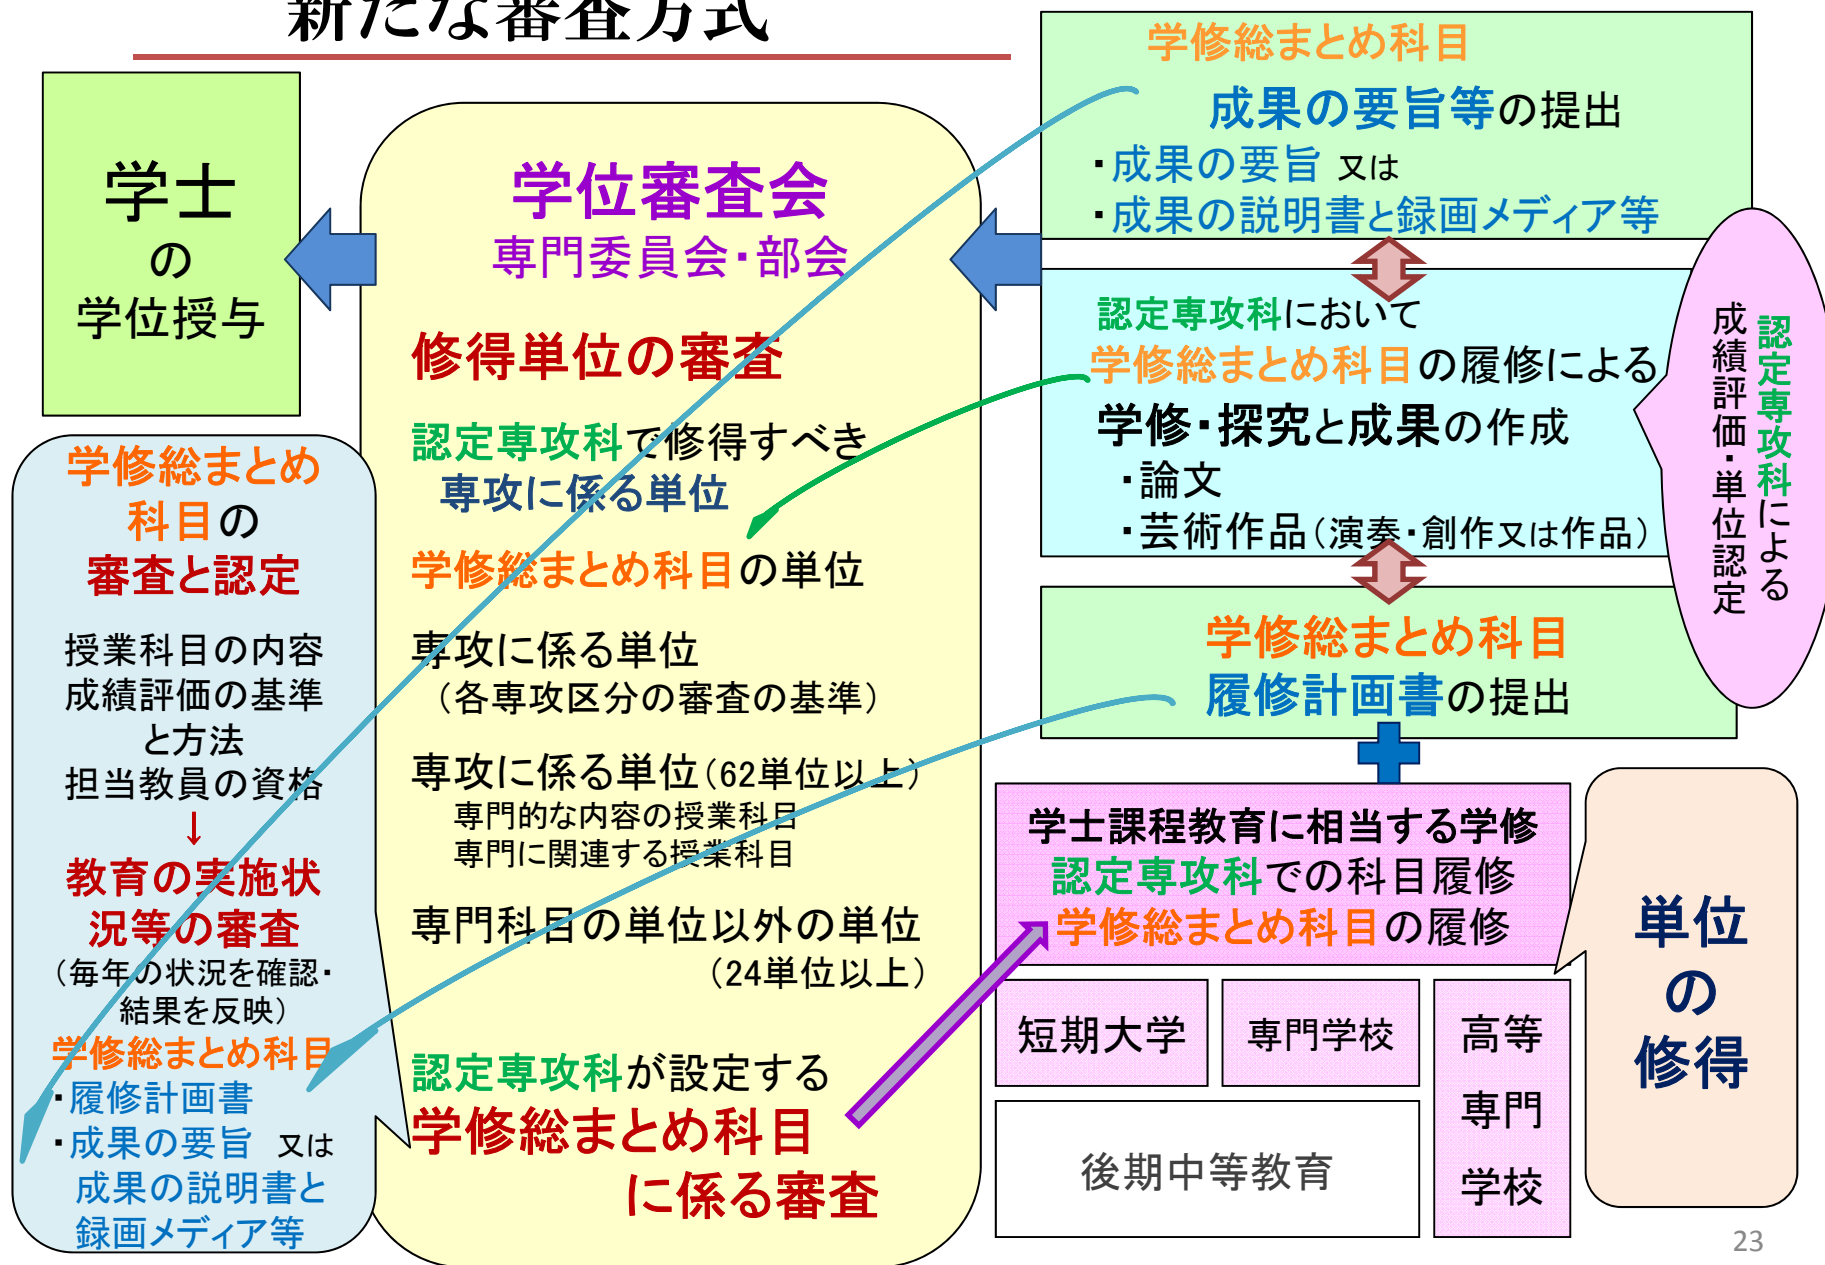 新たな審査方式
学士
の
学位授与
学位審査会
専門委員会・部会
修得単位の審査
認定専攻科で修得すべき
専攻に係る単位
学修総まとめ科目の単位
専攻に係る単位
（各専攻区分の審査の基準）
専攻に係る単位（62単位以上）
専門的な内容の授業科目
専門に関連する授業科目
専門科目の単位以外の単位
（24単位以上）
認定専攻科が設定する
学修総まとめ科目
に係る審査
学修総まとめ
科目の
審査と認定
授業科目の内容
成績評価の基準
と方法
担当教員の資格
↓
教育の実施状
況等の審査
（毎年の状況を確認・
結果を反映）
学修総まとめ科目
・履修計画書
・成果の要旨 又は
成果の説明書と
録画メディア等
学修総まとめ科目
成果の要旨等の提出
・成果の要旨 又は
・成果の説明書と録画メディア等
認定専攻科において
学修総まとめ科目の履修による
学修・探究と成果の作成
・論文
・芸術作品（演奏・創作又は作品）
認定専攻科による
成績評価・単位認定
学修総まとめ科目
履修計画書の提出
学士課程教育に相当する学修
認定専攻科での科目履修
学修総まとめ科目の履修
短期大学
専門学校
高等
専門
学校
後期中等教育
単位
の
修得
23